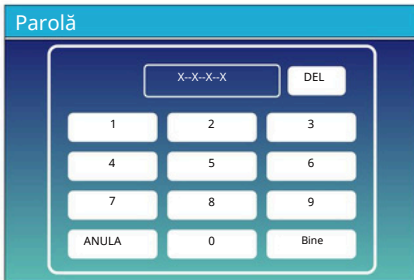 Parolă
X--X--X--X DEL
1 2 3
4 5 6
7 8 9
ANULA 0 Bine